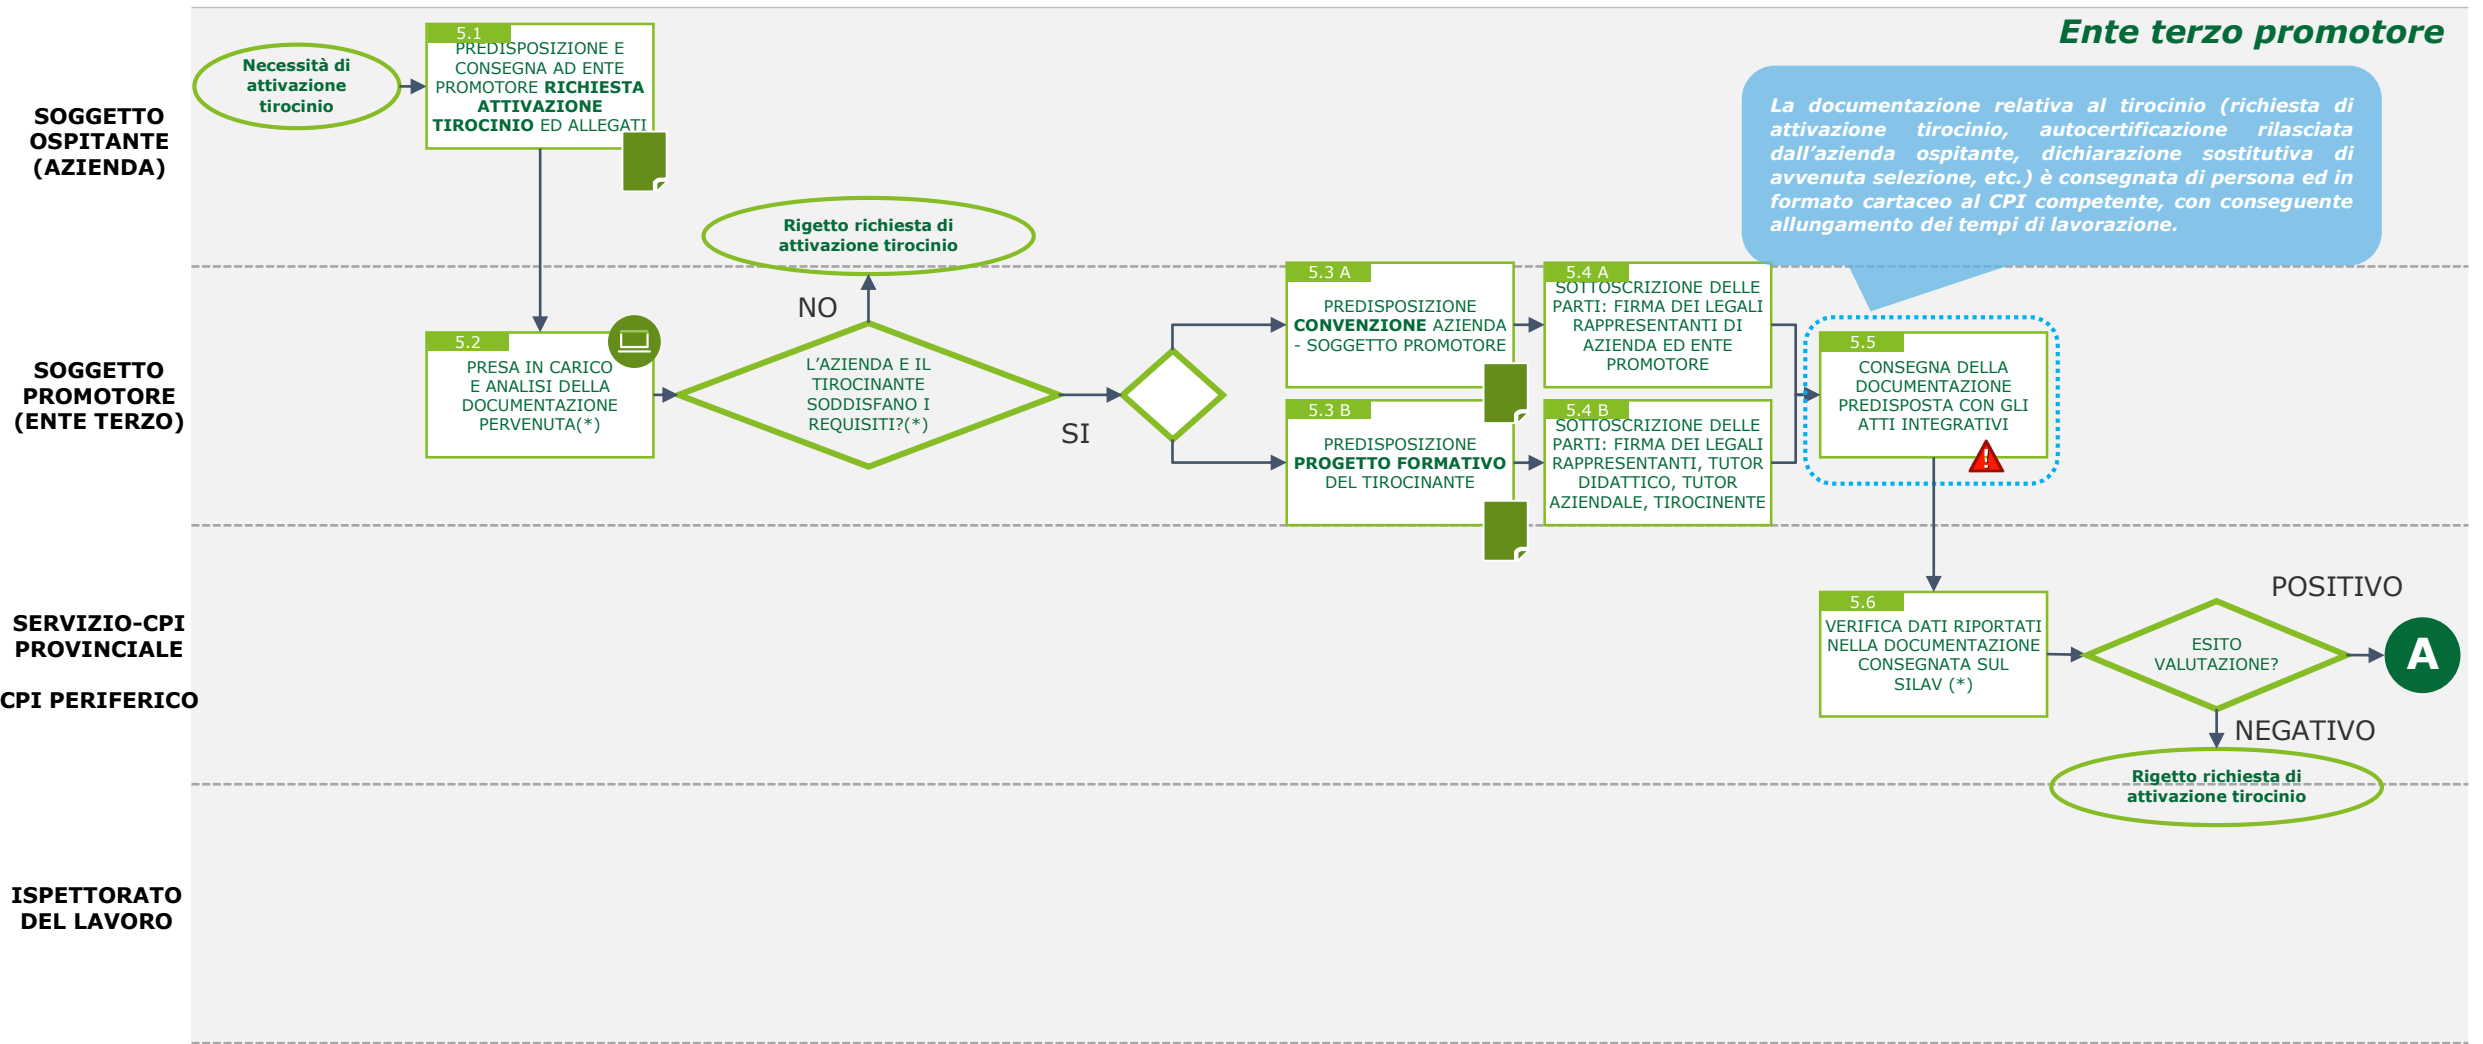 Ente terzo promotore
SOGGETTO
OSPITANTE
(AZIENDA)
Necessità di
attivazione
tirocinio
5.1
PREDISPOSIZIONE E
CONSEGNA AD ENTE
PROMOTORE RICHIESTA
ATTIVAZIONE
TIROCINIO ED ALLEGATI
La documentazione relativa al tirocinio (richiesta di
attivazione tirocinio, autocertificazione rilasciata
dall’azienda ospitante, dichiarazione sostitutiva di
avvenuta selezione, etc.) è consegnata di persona ed in
formato cartaceo al CPI competente, con conseguente
allungamento dei tempi di lavorazione.
Rigetto richiesta di
attivazione tirocinio
SOGGETTO
PROMOTORE
(ENTE TERZO)
5.2
PRESA IN CARICO
E ANALISI DELLA
DOCUMENTAZIONE
PERVENUTA(*)
NO
L’AZIENDA E IL
TIROCINANTE
SODDISFANO I
REQUISITI?(*)
SI
5.3 A
PREDISPOSIZIONE
CONVENZIONE AZIENDA
- SOGGETTO PROMOTORE
5.4 A
SOTTOSCRIZIONE DELLE
PARTI: FIRMA DEI LEGALI
RAPPRESENTANTI DI
AZIENDA ED ENTE
PROMOTORE
5.3 B
PREDISPOSIZIONE
PROGETTO FORMATIVO
DEL TIROCINANTE
5.4 B
SOTTOSCRIZIONE DELLE
PARTI: FIRMA DEI LEGALI
RAPPRESENTANTI, TUTOR
DIDATTICO, TUTOR
AZIENDALE, TIROCINENTE
5.5
CONSEGNA DELLA
DOCUMENTAZIONE
PREDISPOSTA CON GLI
ATTI INTEGRATIVI
!
SERVIZIO-CPI
PROVINCIALE
CPI PERIFERICO
5.6
VERIFICA DATI RIPORTATI
NELLA DOCUMENTAZIONE
CONSEGNATA SUL
SILAV (*)
ESITO
VALUTAZIONE?
POSITIVO
A
NEGATIVO
Rigetto richiesta di
attivazione tirocinio
ISPETTORATO
DEL LAVORO